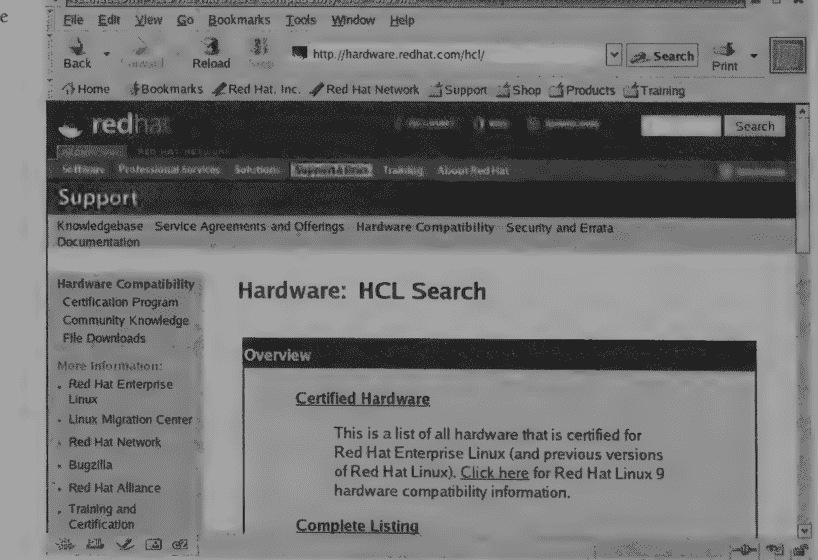 e
File Edit View Go Bookmarks Tools Window Help
http://hardware.redhat.com/hcl/ Search
Back Reload Print
Home Bookmarks Red Hat, Inc. Red Hat Network Support Shop Products Training
redhat Search
RED HAT NETWORK
Software Professional Services Solutions Training About Red Hat
Support
Knowledgebase Service Agreements and Offerings Hardware Compatibility Security and Errata
Documentation
Hardware Compatibility
Certification Program
Community Knowledge
File Downloads
More Information:
Red Hat Enterprise
Linux
Linux Migration Center
Red Hat Network
Bugzilla
Red Hat Alliance
Training and
Certification
Hardware: HCL Search
Overview
Certified Hardware
This is a list of all hardware that is certified for
Red Hat Enterprise Linux (and previous versions
of Red Hat Linux). Click here for Red Hat Linux 9
hardware compatibility information.
Complete Listing